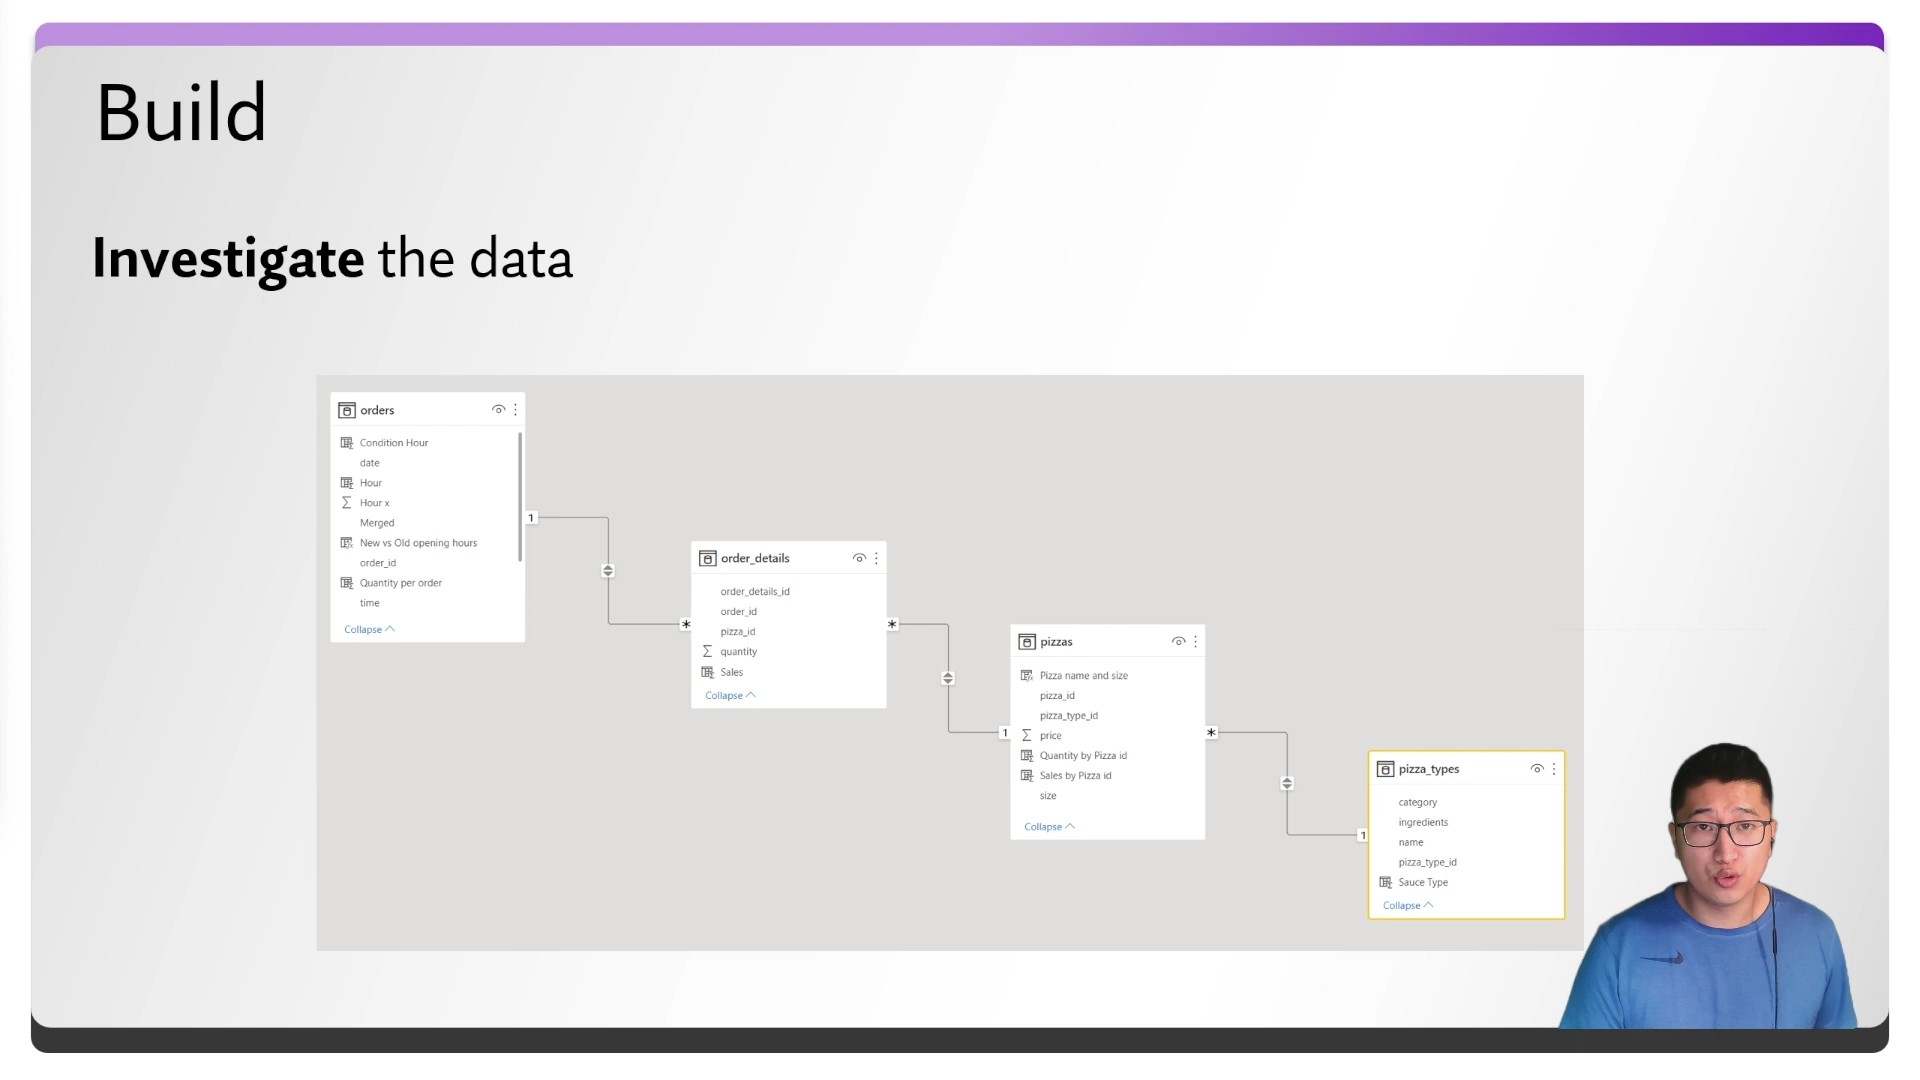 Build
Investigate the data
orders
Condition Hour
date
Hour
Hour x
Merged
New vs Old opening hours
order_id
Quantity per order
time
Collapse
1
*
order_details
order_details_id
order_id
pizza_id
quantity
Sales
Collapse
*
1
pizzas
Pizza name and size
pizza_id
pizza_type_id
price
Quantity by Pizza id
Sales by Pizza id
size
Collapse
*
1
pizza_types
category
ingredients
name
pizza_type_id
Sauce Type
Collapse